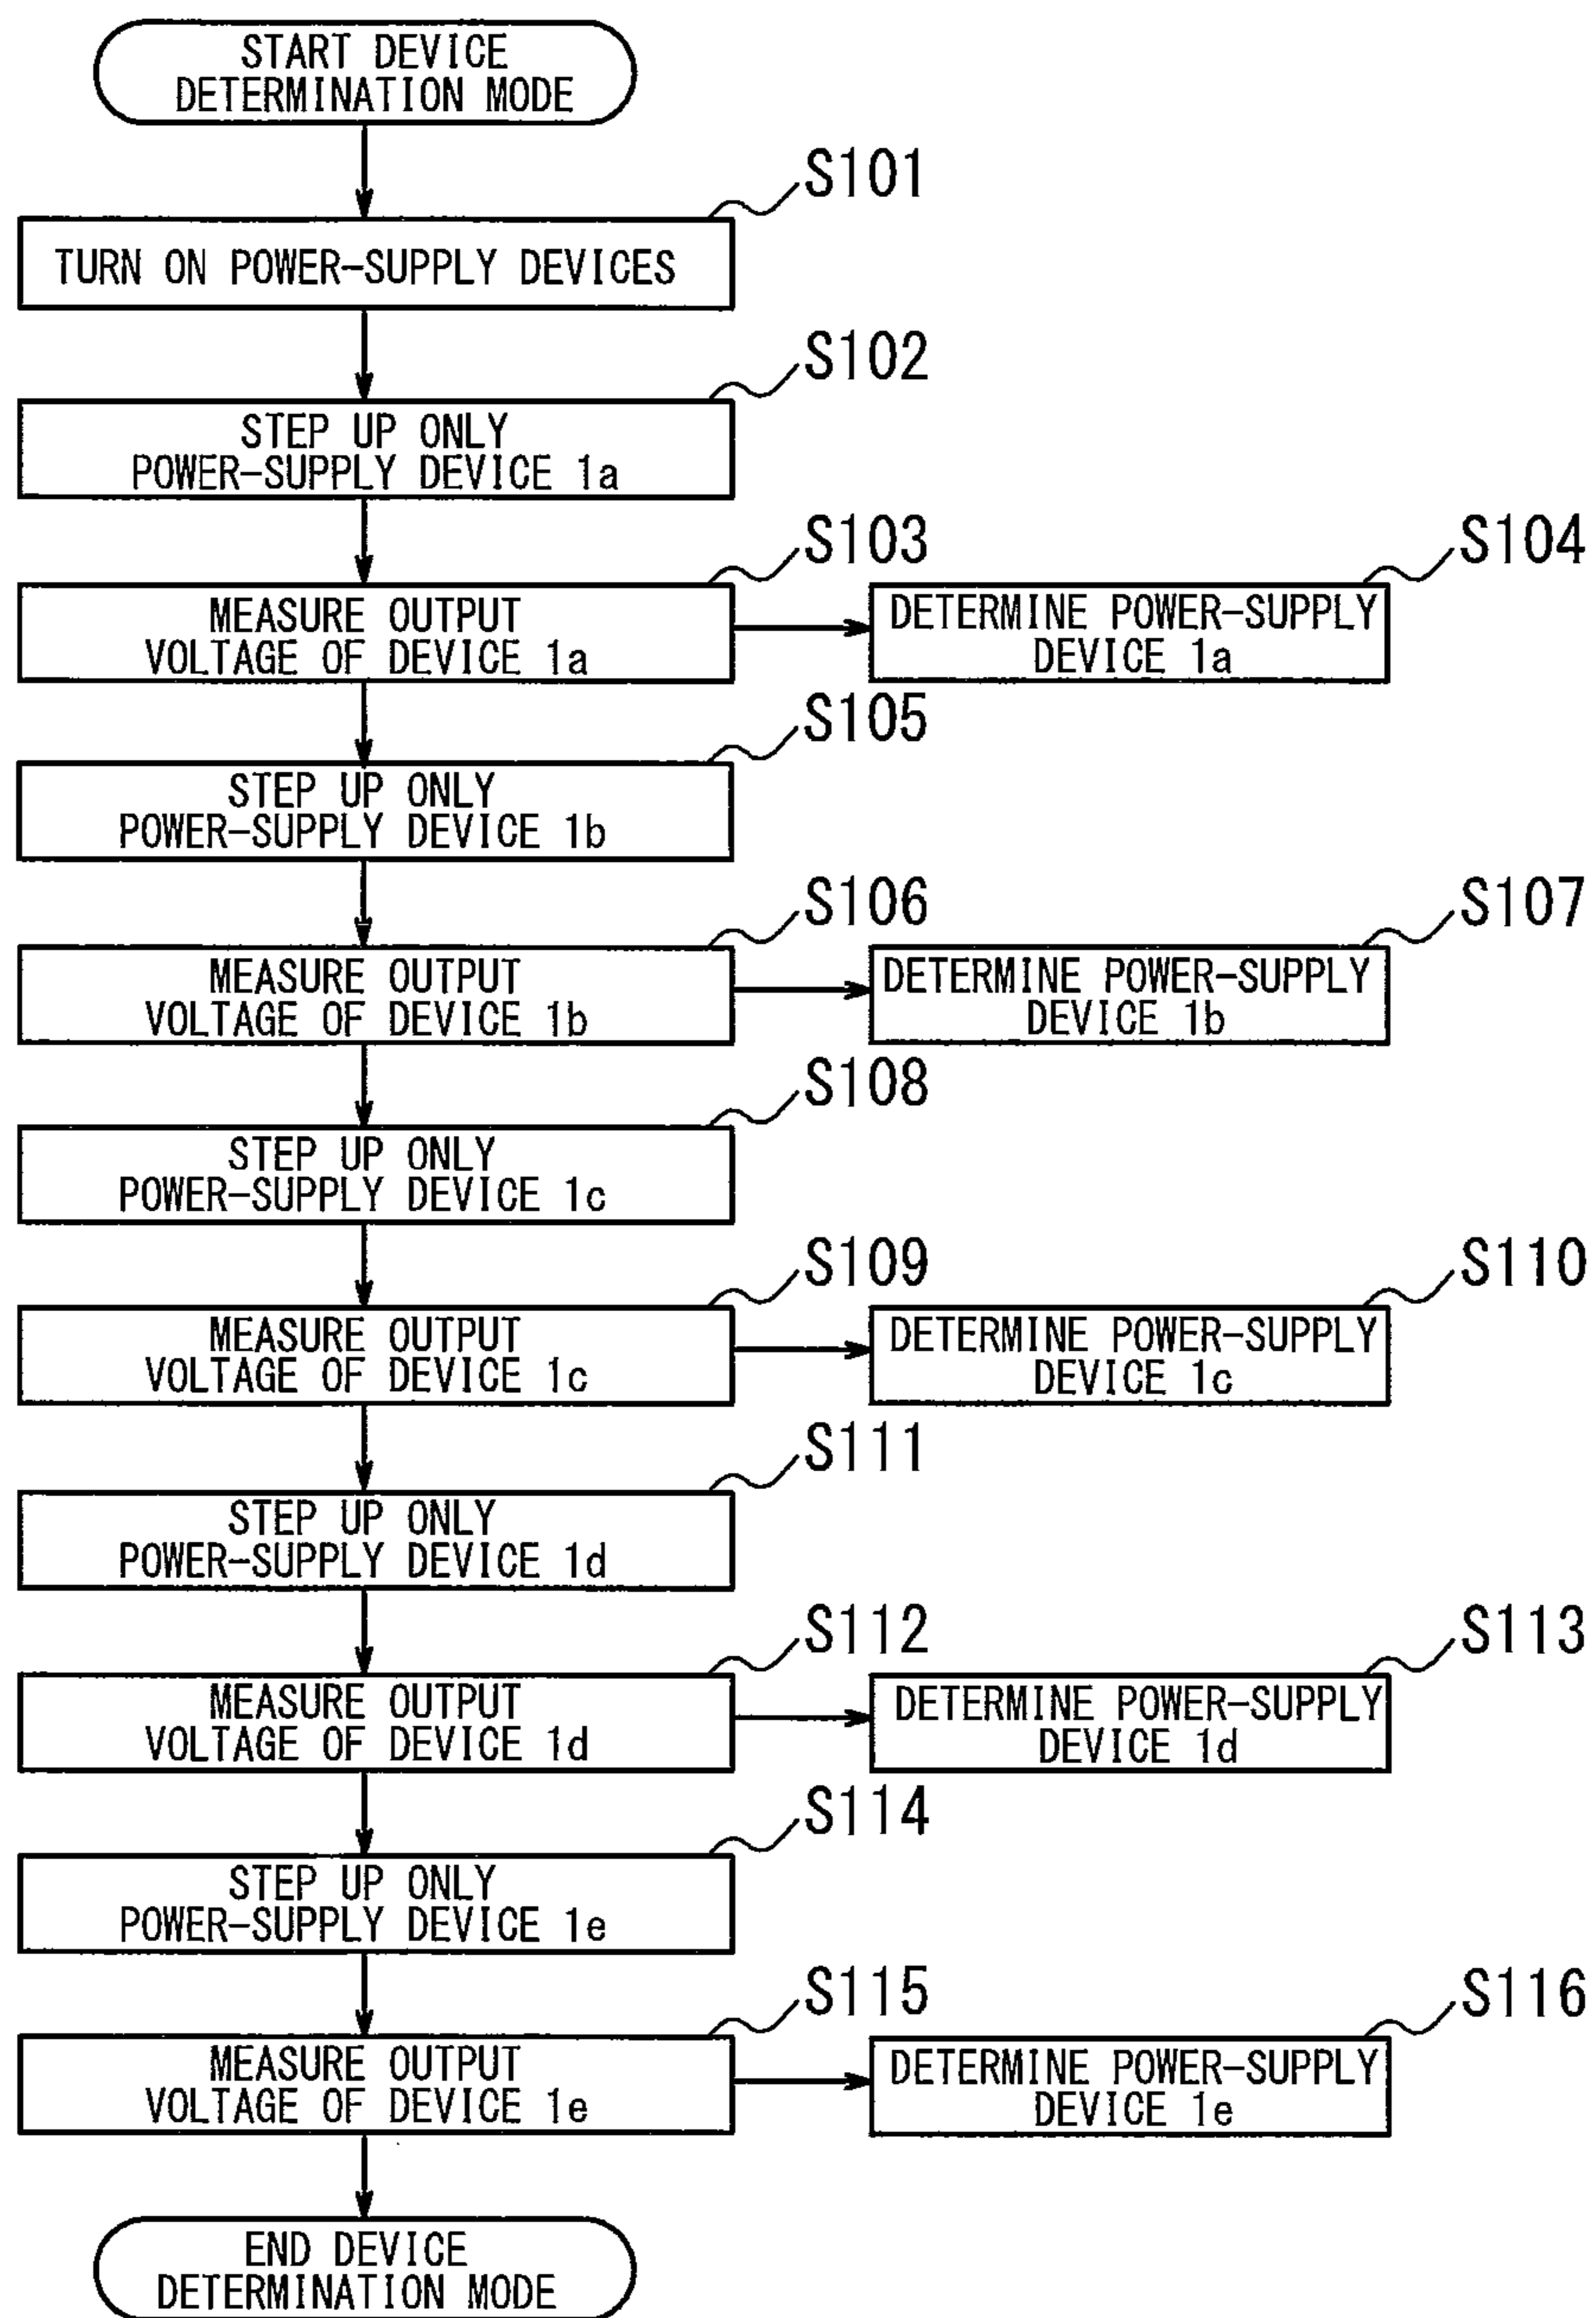 START DEVICE
DETERMINATION MODE
S101
TURN ON POWER-SUPPLY DEVICES
S102
STEP UP ONLY
POWER-SUPPLY DEVICE 1a
S103
MEASURE OUTPUT
VOLTAGE OF DEVICE 1a
S104
DETERMINE POWER-SUPPLY
DEVICE 1a
S105
STEP UP ONLY
POWER-SUPPLY DEVICE 1b
S106
MEASURE OUTPUT
VOLTAGE OF DEVICE 1b
S107
DETERMINE POWER-SUPPLY
DEVICE 1b
S108
STEP UP ONLY
POWER-SUPPLY DEVICE 1c
S109
MEASURE OUTPUT
VOLTAGE OF DEVICE 1c
S110
DETERMINE POWER-SUPPLY
DEVICE 1c
S111
STEP UP ONLY
POWER-SUPPLY DEVICE 1d
S112
MEASURE OUTPUT
VOLTAGE OF DEVICE 1d
S113
DETERMINE POWER-SUPPLY
DEVICE 1d
S114
STEP UP ONLY
POWER-SUPPLY DEVICE 1e
S115
MEASURE OUTPUT
VOLTAGE OF DEVICE 1e
S116
DETERMINE POWER-SUPPLY
DEVICE 1e
END DEVICE
DETERMINATION MODE